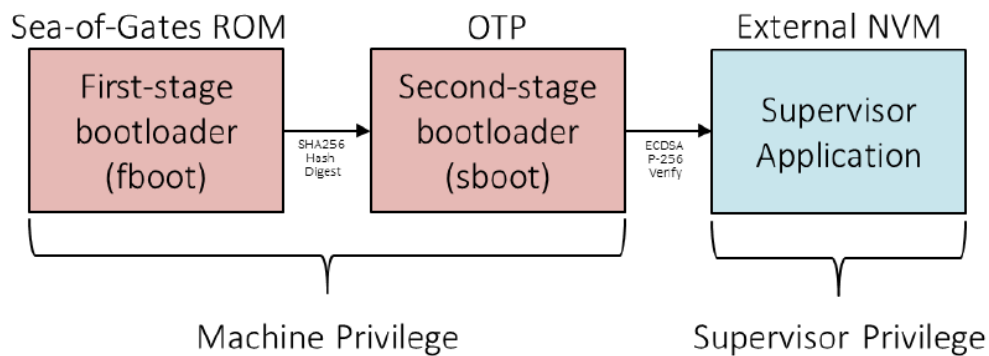 Sea-of-Gates ROM
OTP
External NVM
First-stage
bootloader
(fboot)
SHA256
Hash
Digest
Second-stage
bootloader
(sboot)
ECDSA
P-256
Verify
Supervisor
Application
Machine Privilege
Supervisor Privilege